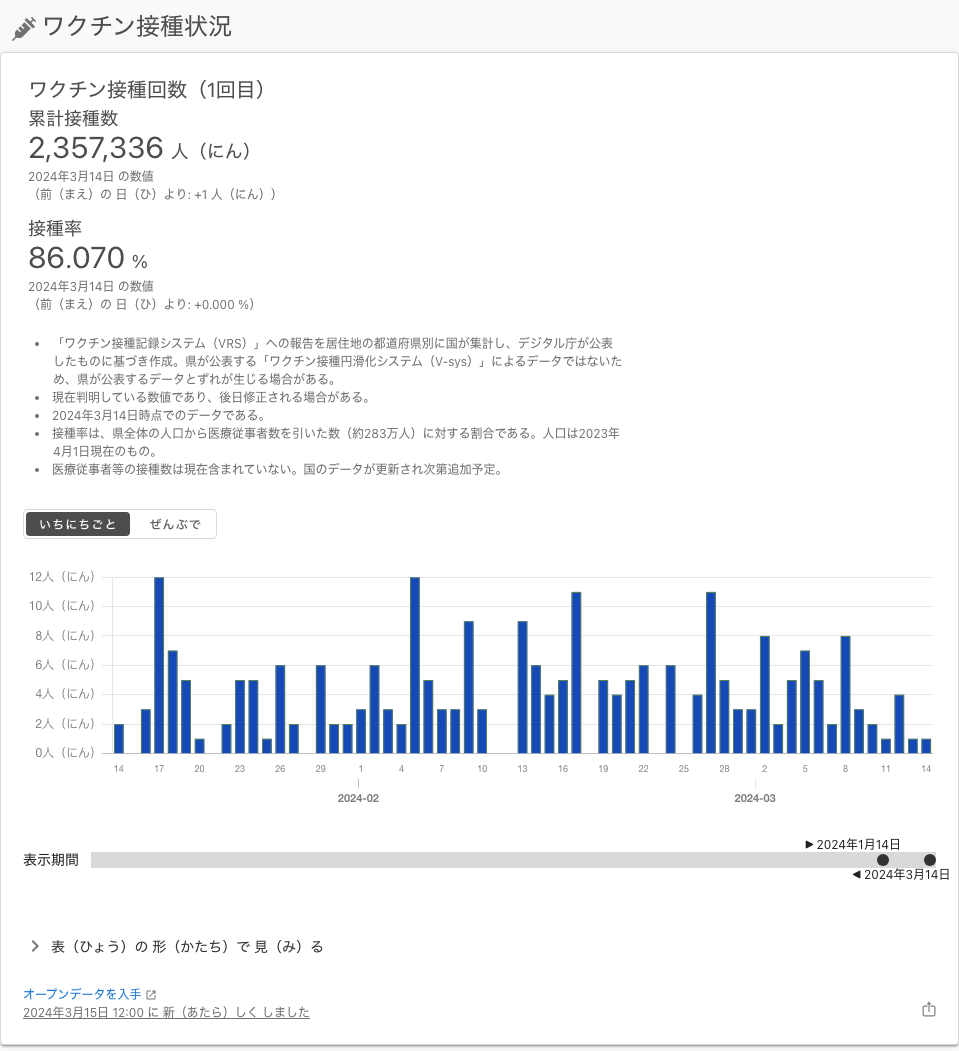 ワクチン接種状況
ワクチン接種回数（1回目）
累計接種数
2,357,336 人（にん）
2024年3月14日 の数値
（前（まえ）の 日（ひ）より: +1 人（にん））
接種率
86.070 %
2024年3月14日 の数値
（前（まえ）の 日（ひ）より: +0.000 %）
• 「ワクチン接種記録システム（VRS）」への報告を居住地の都道府県別に国が集計し、デジタル庁が公表
したものに基づき作成。県が公表する「ワクチン接種円滑化システム（V-sys）」によるデータではないた
め、県が公表するデータとずれが生じる場合がある。
• 現在判明している数値であり、後日修正される場合がある。
• 2024年3月14日時点でのデータである。
• 接種率は、県全体の人口から医療従事者数を引いた数（約283万人）に対する割合である。人口は2023年
4月1日現在のもの。
• 医療従事者等の接種数は現在含まれていない。国のデータが更新され次第追加予定。
いちにちごと ぜんぶで
12人（にん）
10人（にん）
8人（にん）
6人（にん）
4人（にん）
2人（にん）
0人（にん）
14 17 20 23 26 29 1 4 7 10 13 16 19 22 25 28 2 5 8 11 14
2024-02 2024-03
▶ 2024年1月14日
表示期間
◀ 2024年3月14日
表（ひょう）の 形（かたち）で 見（み）る
オープンデータを入手
2024年3月15日 12:00 に 新（あたら）しく しました